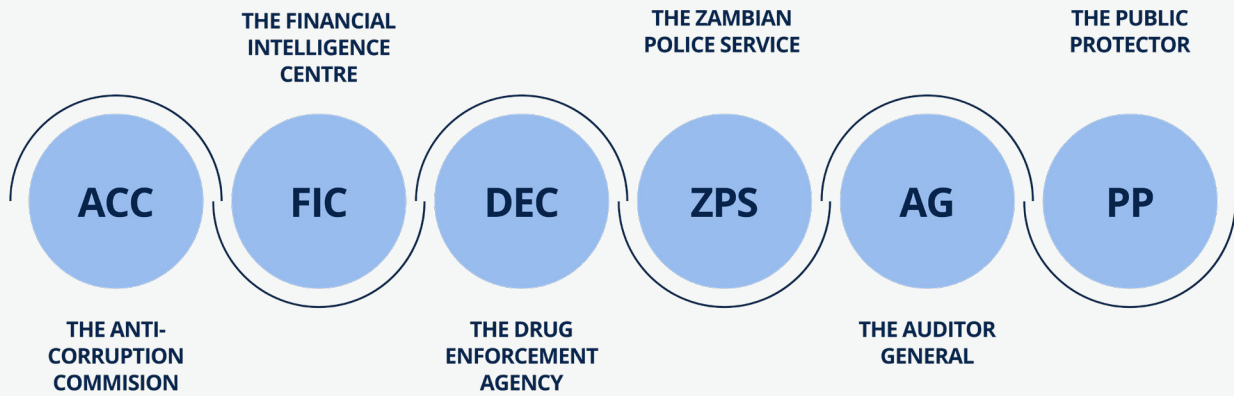 THE FINANCIAL
INTELLIGENCE
CENTRE
THE ZAMBIAN
POLICE SERVICE
THE PUBLIC
PROTECTOR
ACC
FIC
DEC
ZPS
AG
PP
THE ANTI-
CORRUPTION
COMMISION
THE DRUG
ENFORCEMENT
AGENCY
THE AUDITOR
GENERAL